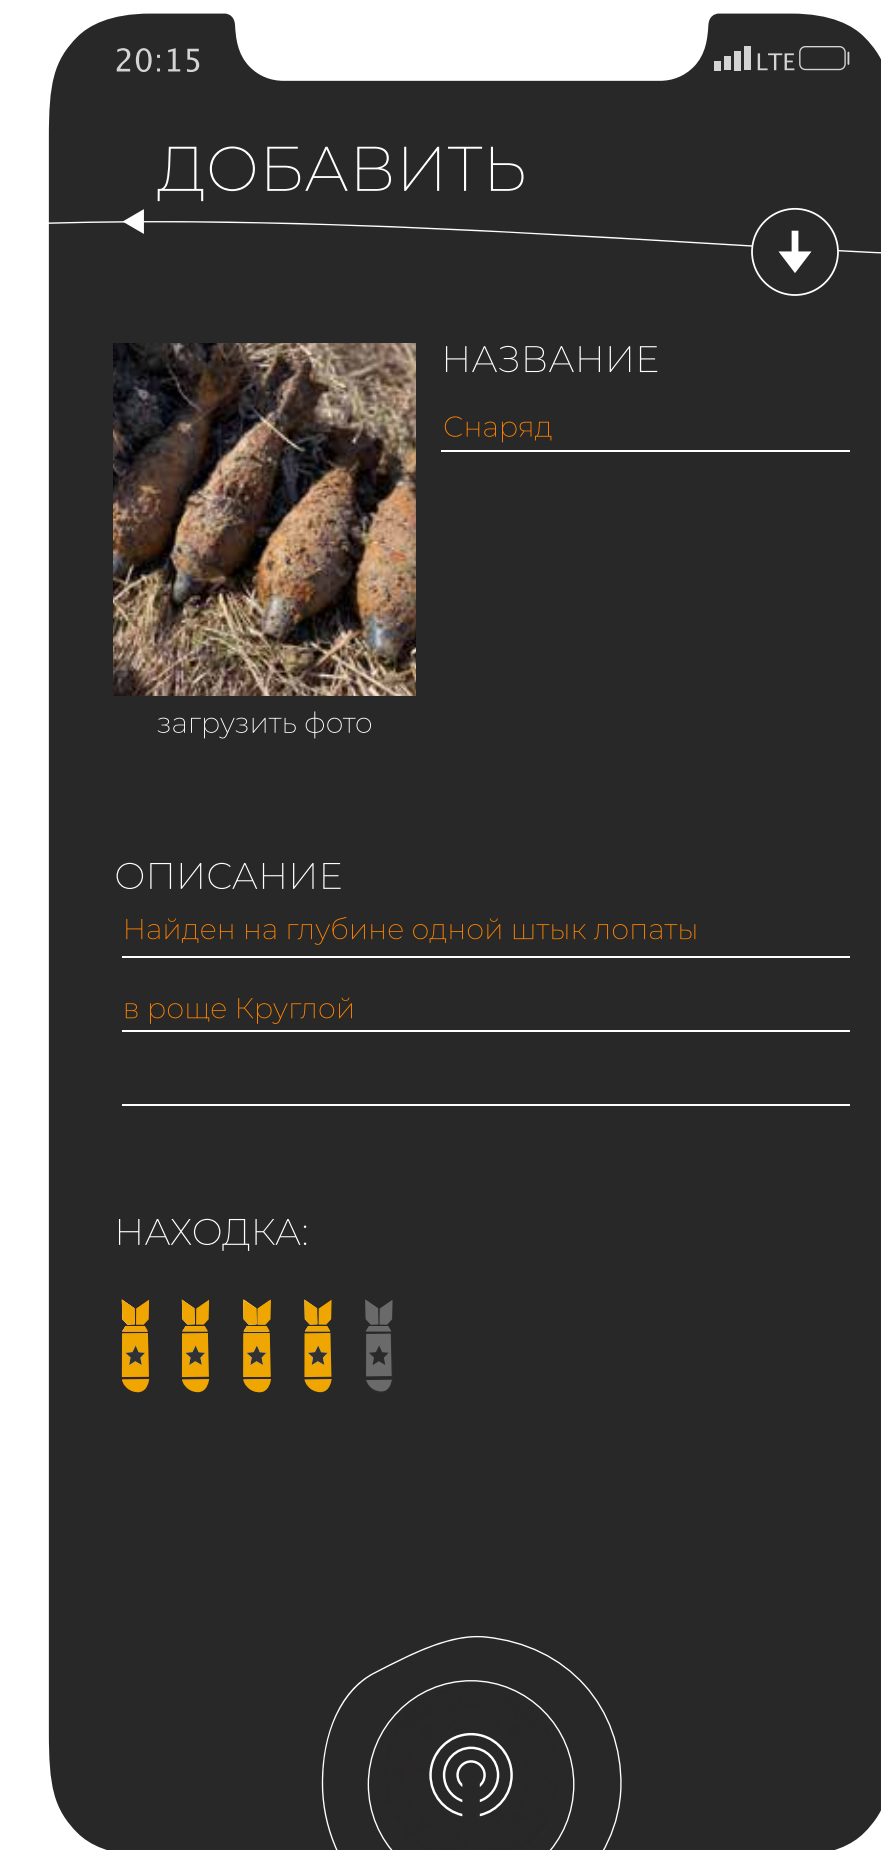 20:15
LTE
ДОБАВИТЬ
НАЗВАНИЕ
Снаряд
загрузить фото
ОПИСАНИЕ
Найден на глубине одной штык лопаты
в роще Круглой
НАХОДКА: